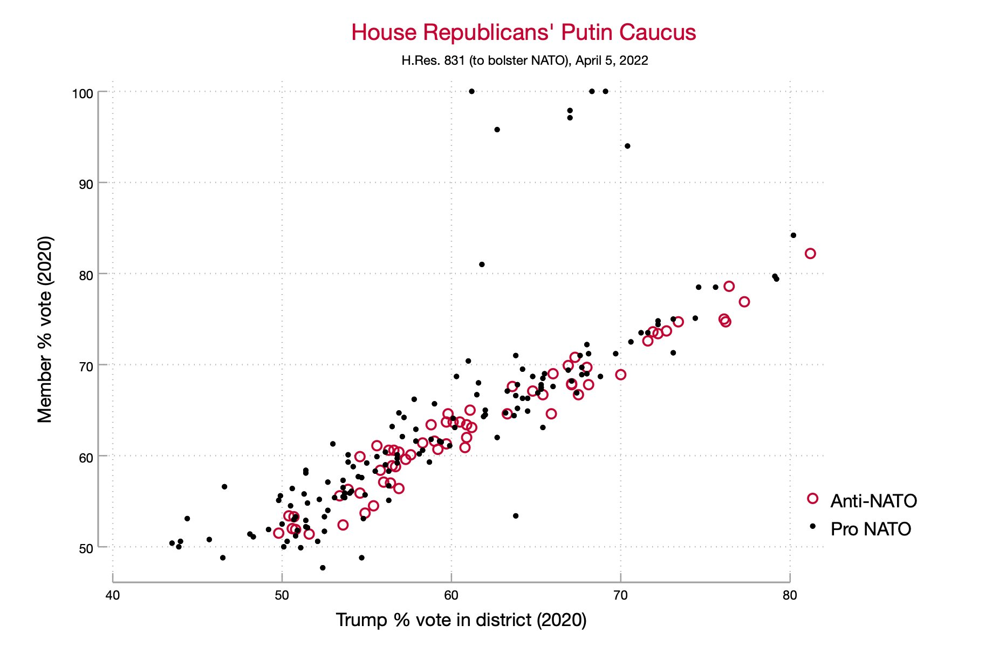 House Republicans' Putin Caucus
H.Res. 831 (to bolster NATO), April 5, 2022
100
90
80
70
60
50
Member % vote (2020)
40 50 60 70 80
Trump % vote in district (2020)
Anti-NATO
Pro NATO